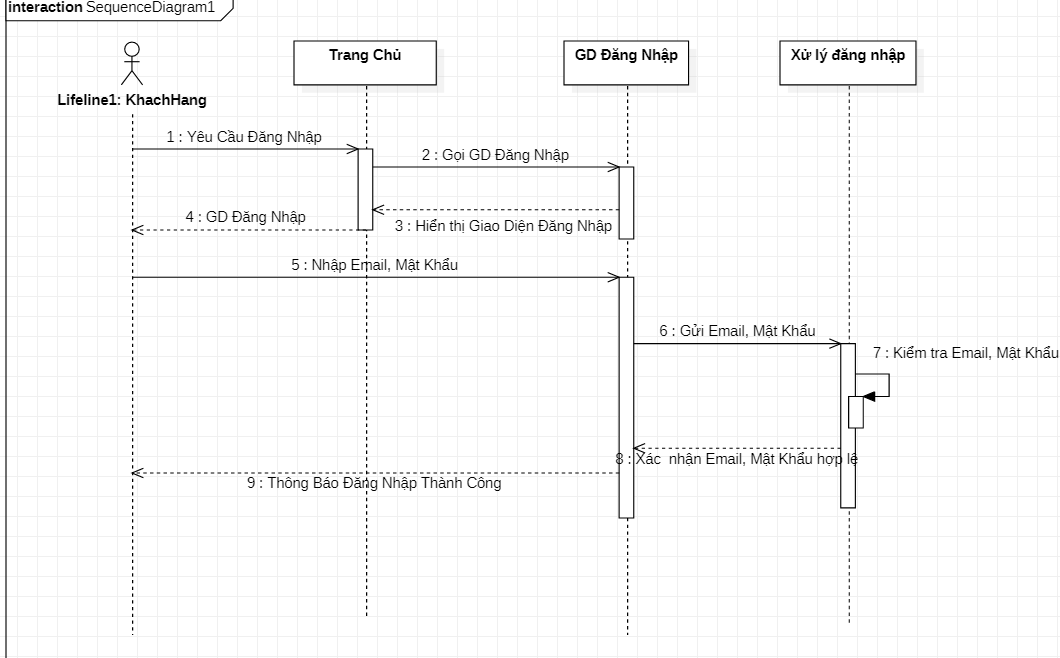 interaction SequenceDiagram1
Trang Chủ
GD Đăng Nhập
Xử lý đăng nhập
Lifeline1: KhachHang
1 : Yêu Cầu Đăng Nhập
2 : Gọi GD Đăng Nhập
4 : GD Đăng Nhập
3 : Hiển thị Giao Diện Đăng Nhập
5 : Nhập Email, Mật Khẩu
6 : Gửi Email, Mật Khẩu
7 : Kiểm tra Email, Mật Khẩu
8 : Xác  nhận Email, Mật Khẩu hợp lệ
9 : Thông Báo Đăng Nhập Thành Công